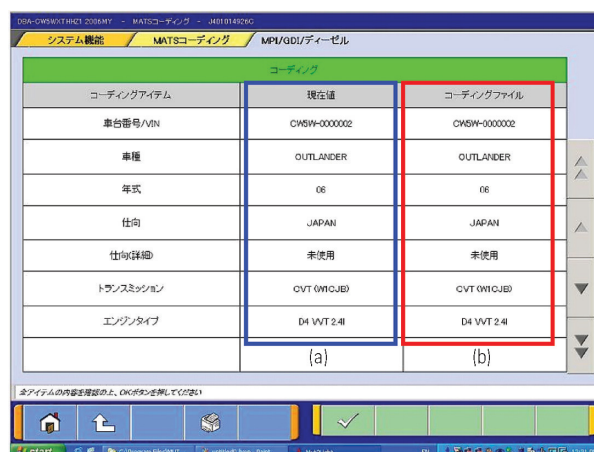 DBA-CW5WXTHHZ1 2006MY - MATSコーディング - J401014926C
システム機能 MATSコーディング MPI/GDI/ディーゼル
コーディング
コーディングアイテム 現在値 コーディングファイル
車台番号/VIN CW5W-0000002 CW5W-0000002
車種 OUTLANDER OUTLANDER
年式 06 06
仕向 JAPAN JAPAN
仕向(詳細) 未使用 未使用
トランスミッション CVT (W1CJB) CVT (W1CJB)
エンジンタイプ D4 VVT 2.4l D4 VVT 2.4l
(a) (b)
全アイテムの内容を確認の上、OKボタンを押してください